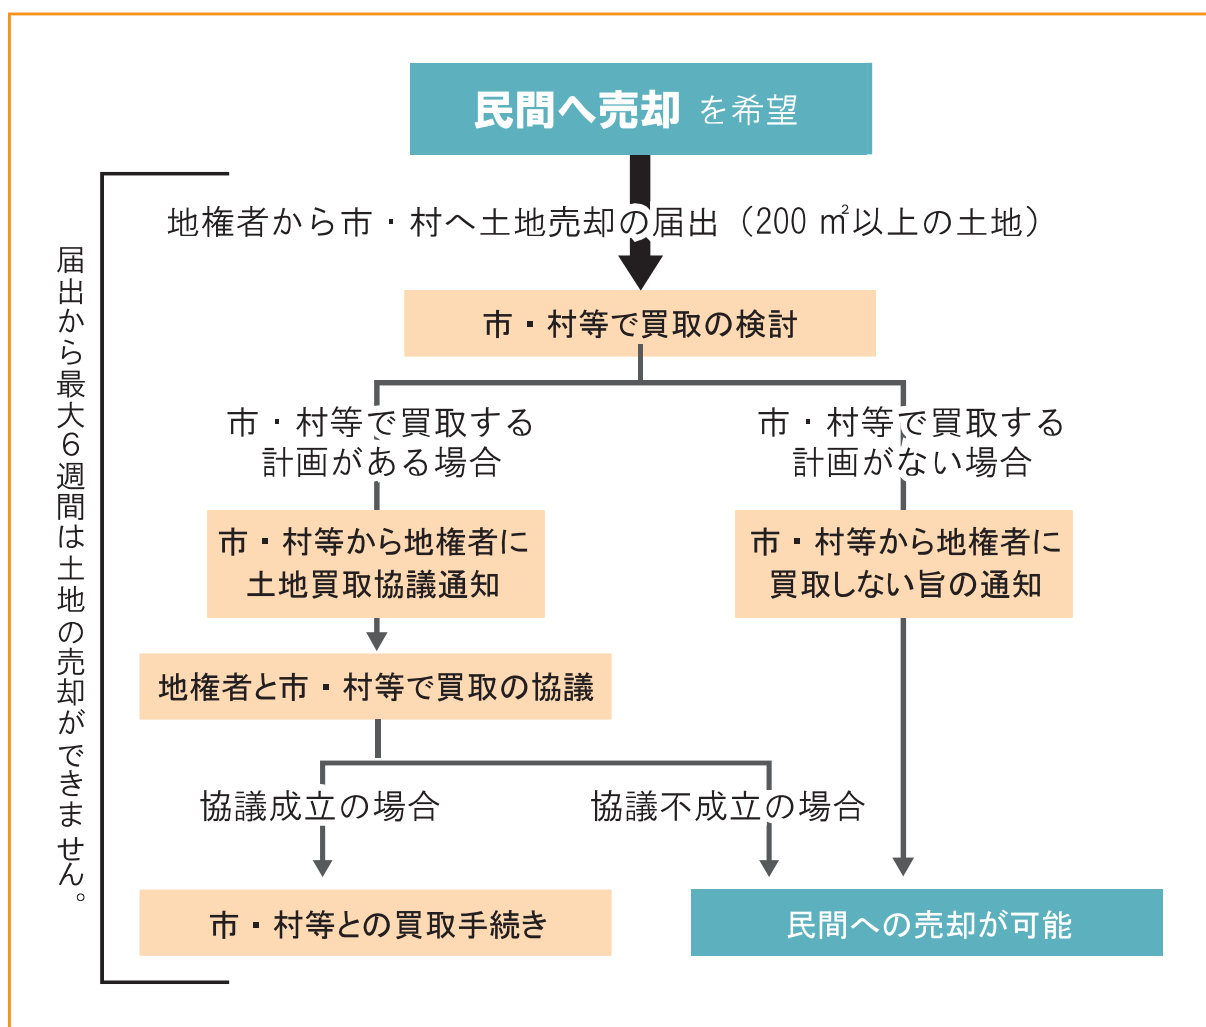 民間へ売却 を希望
地権者から市・村へ土地売却の届出（200 ㎡以上の土地）
届出から最大６週間は土地の売却ができません。
市・村等で買取の検討
市・村等で買取する
計画がある場合
市・村等で買取する
計画がない場合
市・村等から地権者に
土地買取協議通知
市・村等から地権者に
買取しない旨の通知
地権者と市・村等で買取の協議
協議成立の場合
協議不成立の場合
市・村等との買取手続き
民間への売却が可能